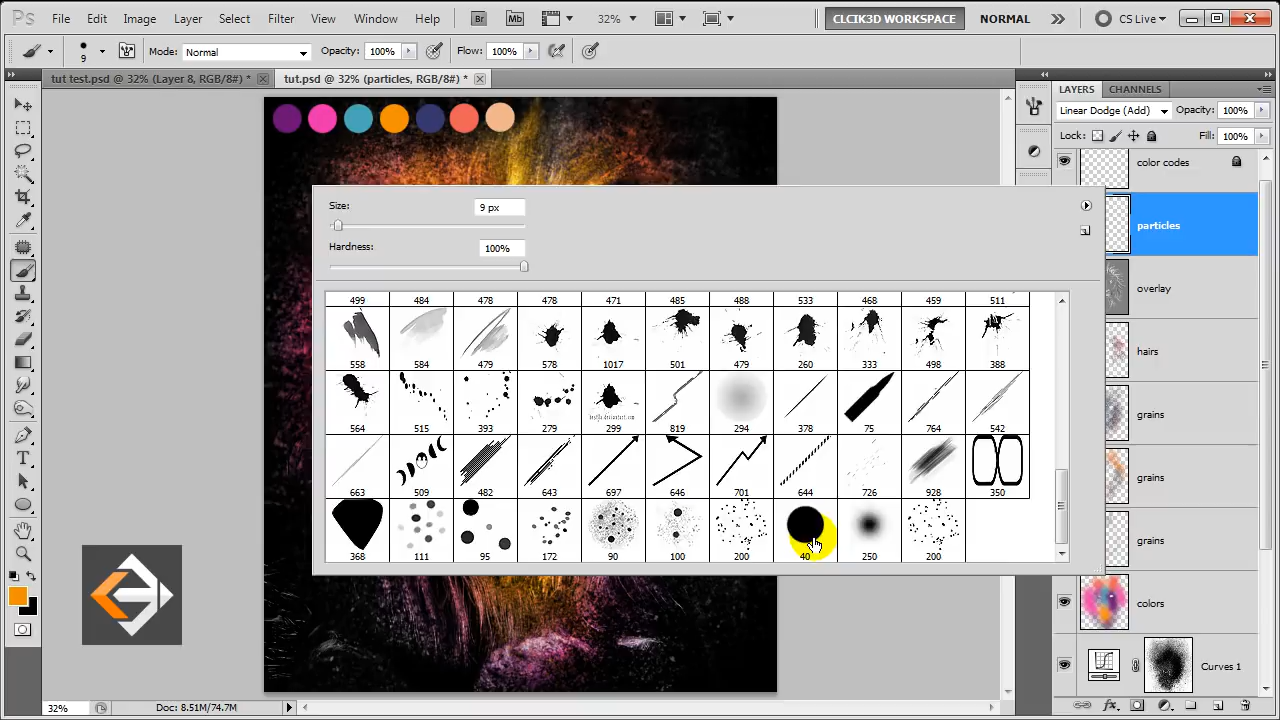 Ps File Edit Image Layer Select Filter View Window Help Br Mb 32% CLCIK3D WORKSPACE NORMAL CS Live
9 Mode: Normal Opacity: 100% Flow: 100%
tut test.psd @ 32% (Layer 8, RGB/8#) * tut.psd @ 32% (particles, RGB/8#) *
LAYERS CHANNELS
Linear Dodge (Add) Opacity: 100%
Lock: Fill: 100%
color codes
particles
overlay
hairs
grains
grains
grains
colors
Curves 1
Size: 9 px
Hardness: 100%
499 484 478 478 471 485 488 533 468 459 511
558 584 479 578 1017 501 479 260 333 498 388
564 515 393 279 299 819 294 378 75 764 542
663 509 482 643 697 646 701 644 726 928 350
368 111 95 172 90 100 200 40 250 200
T
32% Doc: 8.51M/74.7M
fx